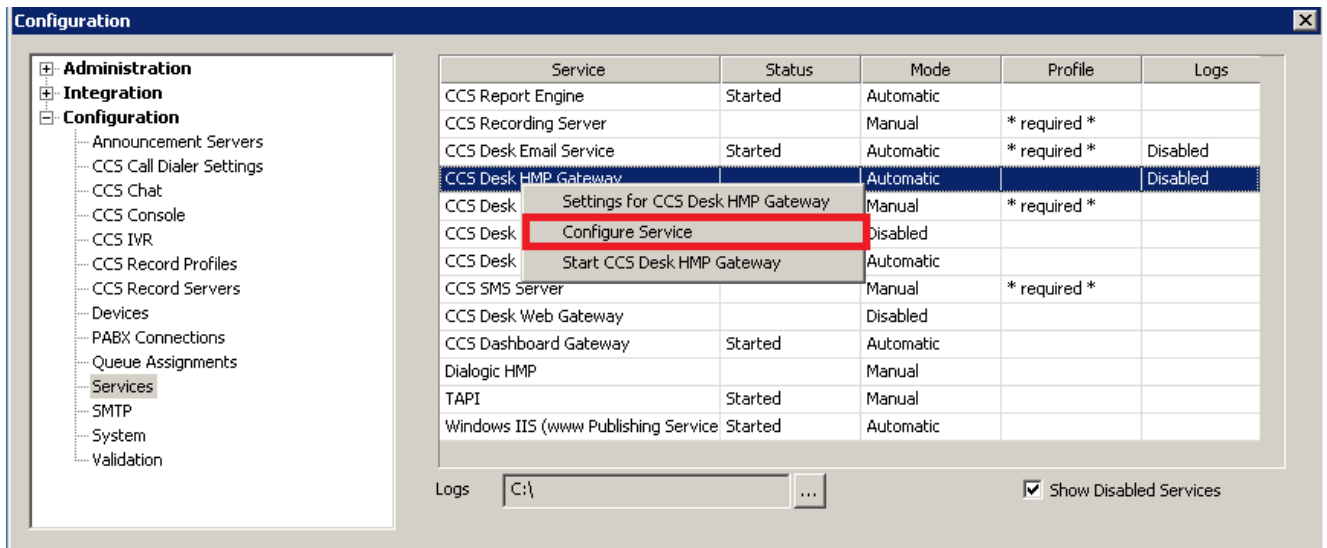 Configuration
Administration
Integration
Configuration
Announcement Servers
CCS Call Dialer Settings
CCS Chat
CCS Console
CCS IVR
CCS Record Profiles
CCS Record Servers
Devices
PABX Connections
Queue Assignments
Services
SMTP
System
Validation
Service Status Mode Profile Logs
CCS Report Engine Started Automatic
CCS Recording Server Manual * required *
CCS Desk Email Service Started Automatic * required * Disabled
CCS Desk HMP Gateway Automatic Disabled
CCS Desk Manual * required *
CCS Desk Disabled
CCS Desk Automatic
Settings for CCS Desk HMP Gateway
Configure Service
Start CCS Desk HMP Gateway
CCS SMS Server Manual * required *
CCS Desk Web Gateway Disabled
CCS Dashboard Gateway Started Automatic
Dialogic HMP Manual
TAPI Started Manual
Windows IIS (www Publishing Service Started Automatic
Logs C:\ ... Show Disabled Services